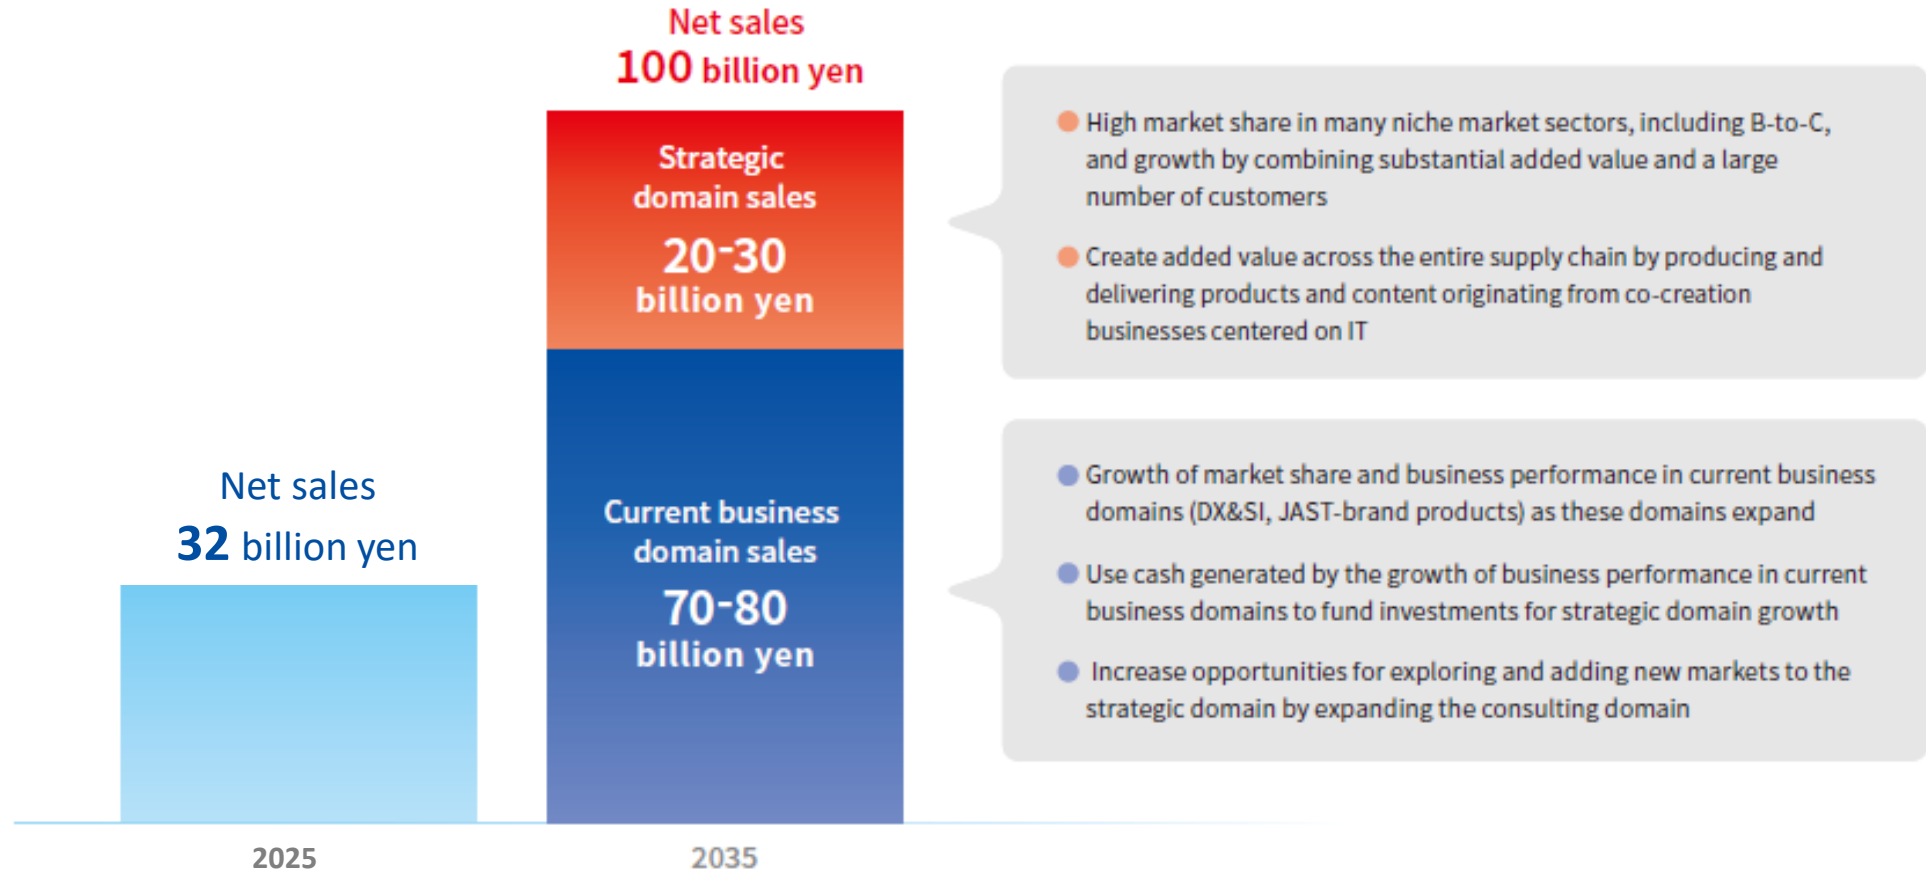 Net sales
100 billion yen
Strategic
domain sales
20-30
billion yen
Current business
domain sales
70-80
billion yen
Net sales
32 billion yen
2025
2035
High market share in many niche market sectors, including B-to-C,
and growth by combining substantial added value and a large
number of customers
Create added value across the entire supply chain by producing and
delivering products and content originating from co-creation
businesses centered on IT
Growth of market share and business performance in current business
domains (DX&SI, JAST-brand products) as these domains expand
Use cash generated by the growth of business performance in current
business domains to fund investments for strategic domain growth
Increase opportunities for exploring and adding new markets to the
strategic domain by expanding the consulting domain